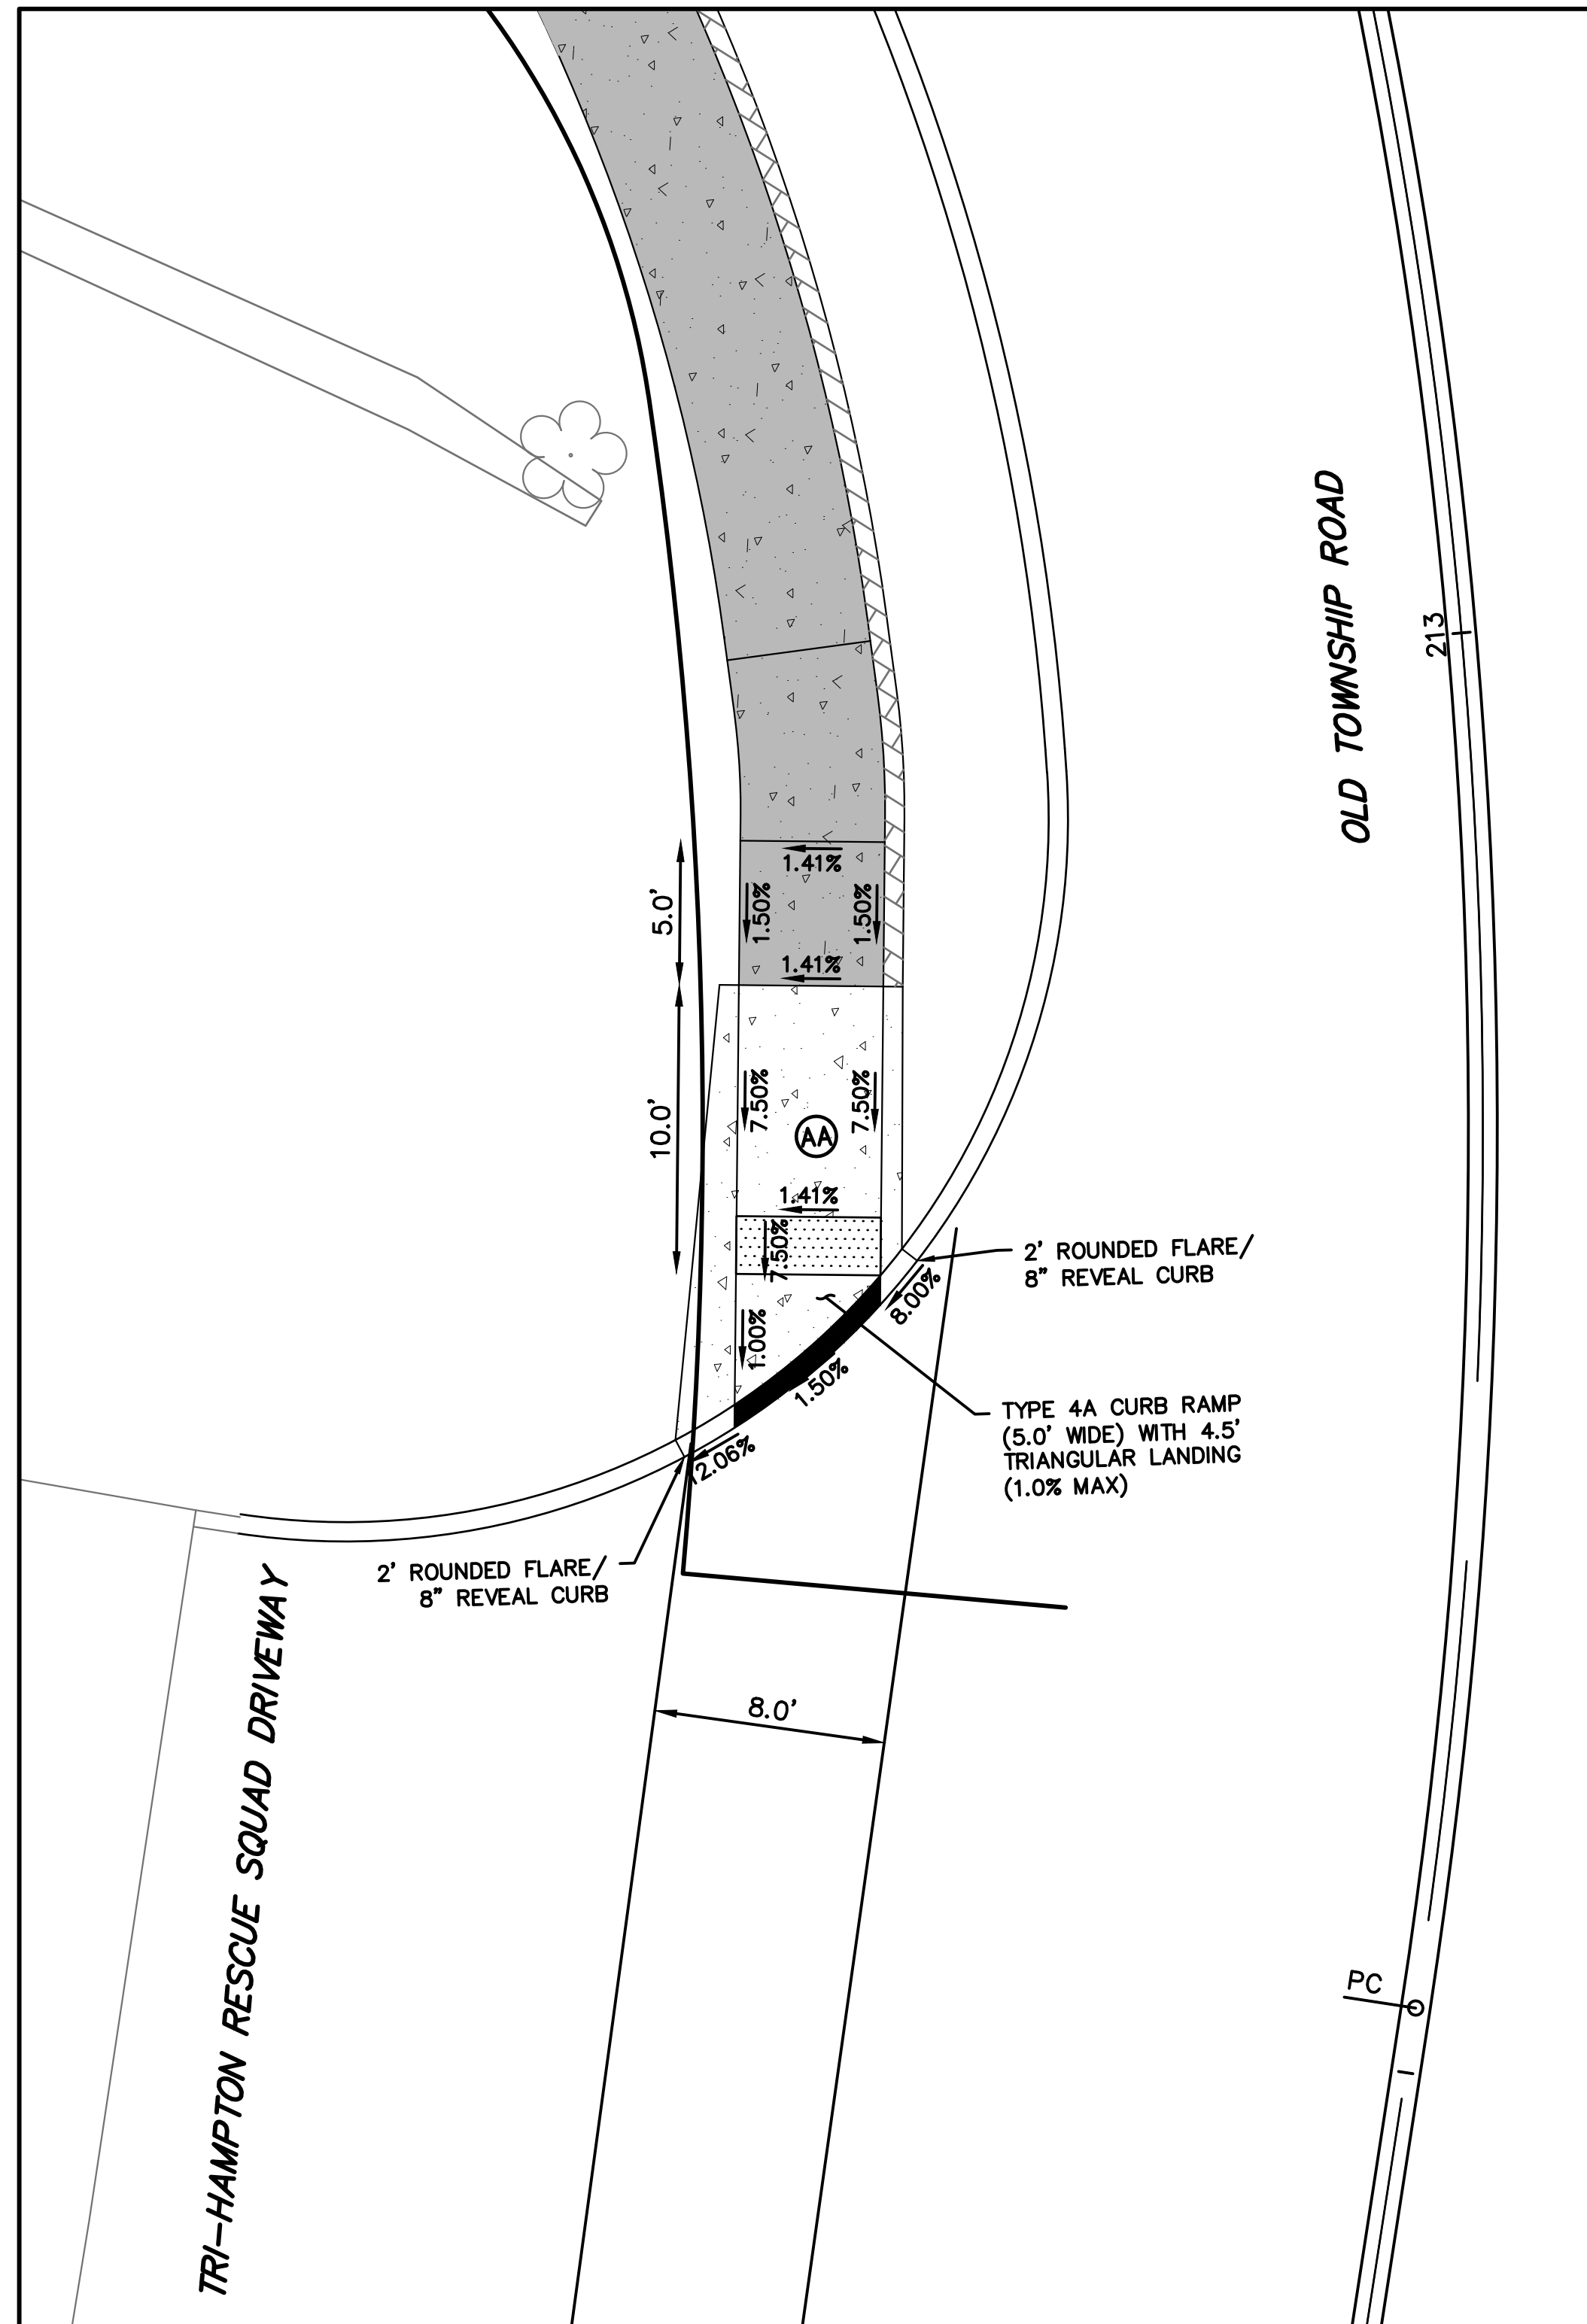 OLD TOWNSHIP ROAD
213
1.41%
5.0'
1.50%
1.50%
1.41%
10.0'
7.50%
7.50%
AA
1.41%
7.50%
2' ROUNDED FLARE/
8" REVEAL CURB
8.00%
1.00%
1.50%
TYPE 4A CURB RAMP
(5.0' WIDE) WITH 4.5'
TRIANGULAR LANDING
(1.0% MAX)
2' ROUNDED FLARE/
8" REVEAL CURB
TRI-HAMPTON RESCUE SQUAD DRIVEWAY
8.0'
PC